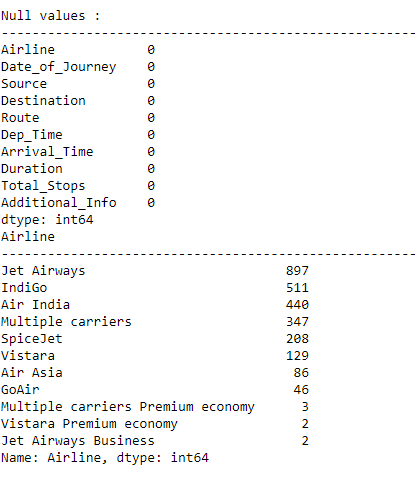 Null values :
-------------------------------------------------------
Airline            0
Date_of_Journey    0
Source             0
Destination        0
Route              0
Dep_Time           0
Arrival_Time       0
Duration           0
Total_Stops        0
Additional_Info    0
dtype: int64
Airline
-------------------------------------------------------
Jet Airways                          897
IndiGo                               511
Air India                            440
Multiple carriers                    347
SpiceJet                             208
Vistara                              129
Air Asia                              86
GoAir                                 46
Multiple carriers Premium economy      3
Vistara Premium economy                2
Jet Airways Business                   2
Name: Airline, dtype: int64